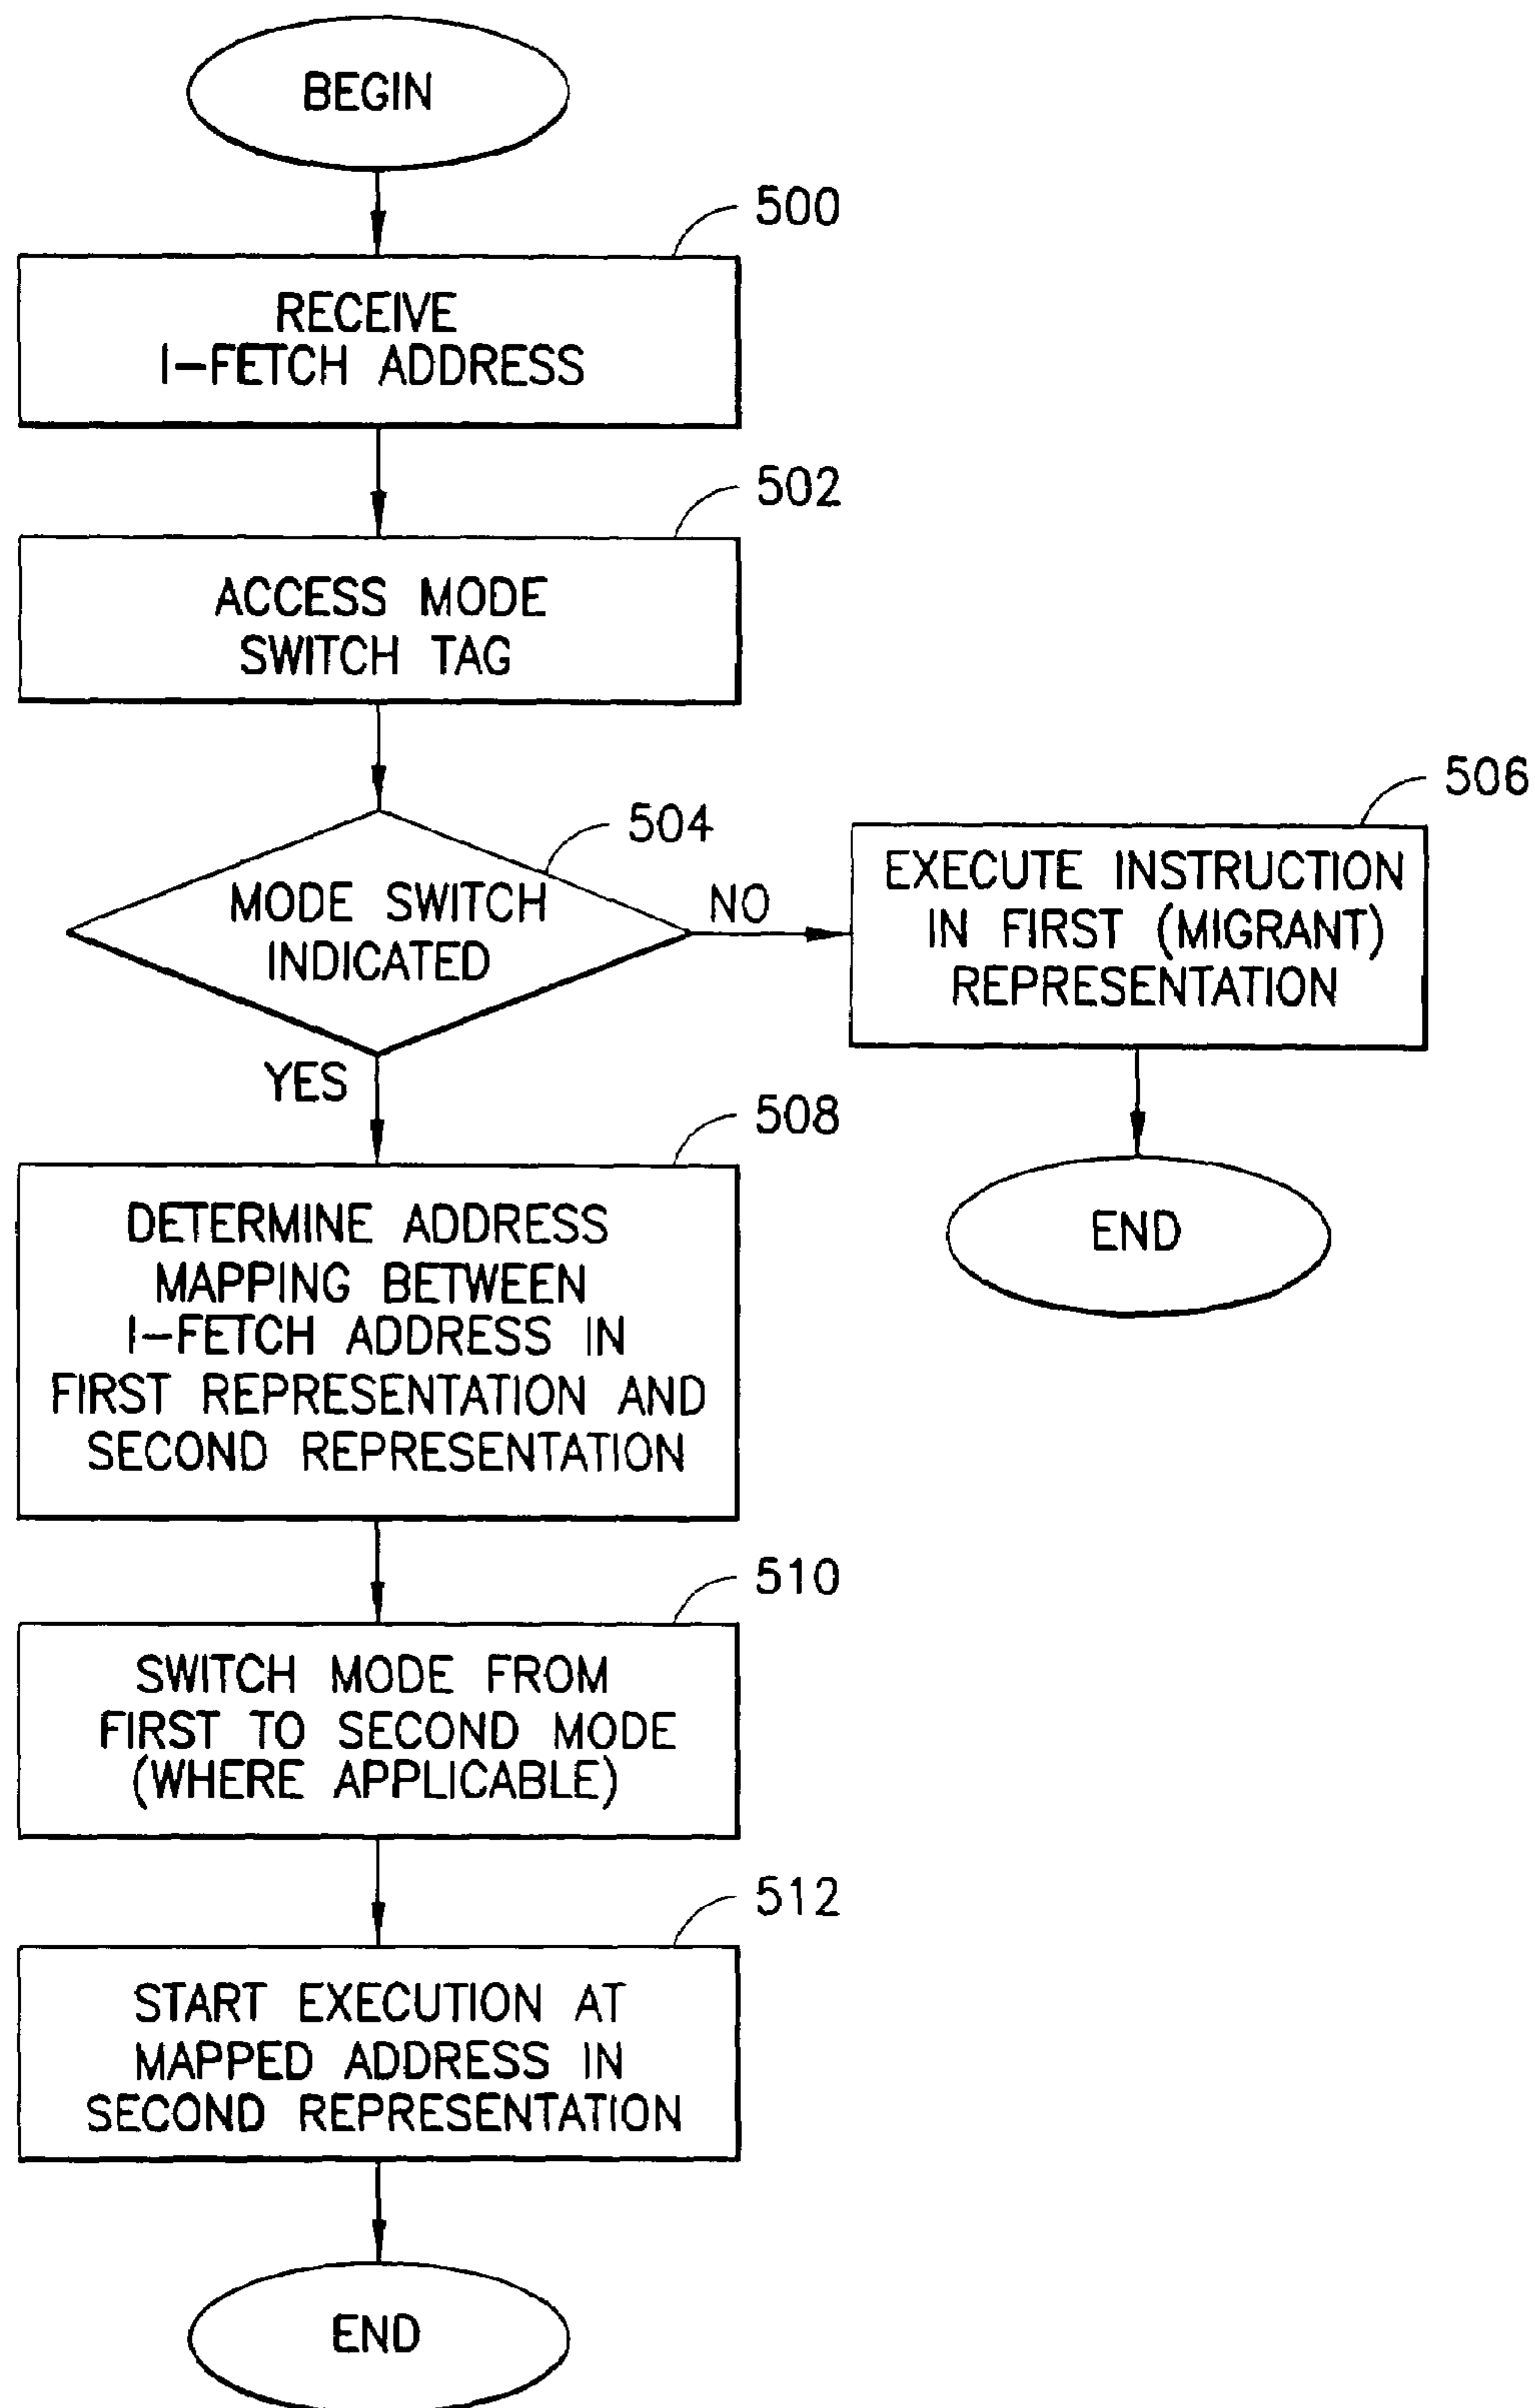 BEGIN
500
RECEIVE
I-FETCH ADDRESS
502
ACCESS MODE
SWITCH TAG
504
MODE SWITCH
INDICATED
NO
YES
506
EXECUTE INSTRUCTION
IN FIRST (MIGRANT)
REPRESENTATION
END
508
DETERMINE ADDRESS
MAPPING BETWEEN
I-FETCH ADDRESS IN
FIRST REPRESENTATION AND
SECOND REPRESENTATION
510
SWITCH MODE FROM
FIRST TO SECOND MODE
(WHERE APPLICABLE)
512
START EXECUTION AT
MAPPED ADDRESS IN
SECOND REPRESENTATION
END